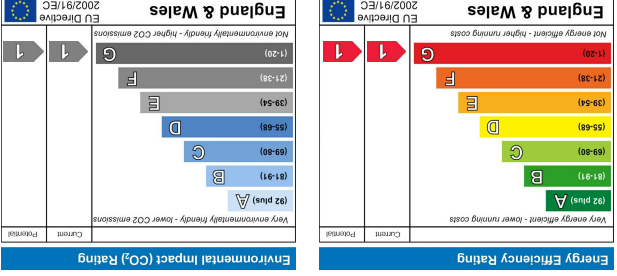 Energy Efficiency Rating
Current
Potential
Very energy efficient - lower running costs
(92 plus) A
(81-91) B
(69-80) C
(55-68) D
(39-54) E
(21-38) F
(1-20) G
1
1
Not energy efficient - higher running costs
England & Wales
EU Directive
2002/91/EC
Environmental Impact (CO₂) Rating
Current
Potential
Very environmentally friendly - lower CO2 emissions
(92 plus) A
(81-91) B
(69-80) C
(55-68) D
(39-54) E
(21-38) F
(1-20) G
1
1
Not environmentally friendly - higher CO2 emissions
England & Wales
EU Directive
2002/91/EC